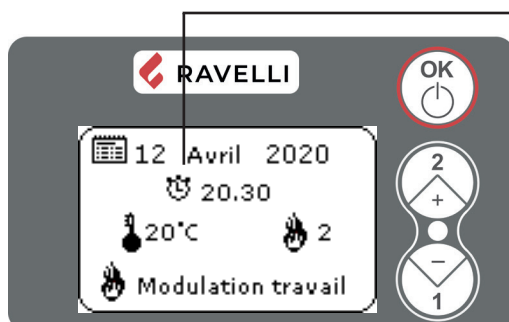 RAVELLI
OK
12 Avril 2020
20.30
20°C 2
Modulation travail
2
+
-
1